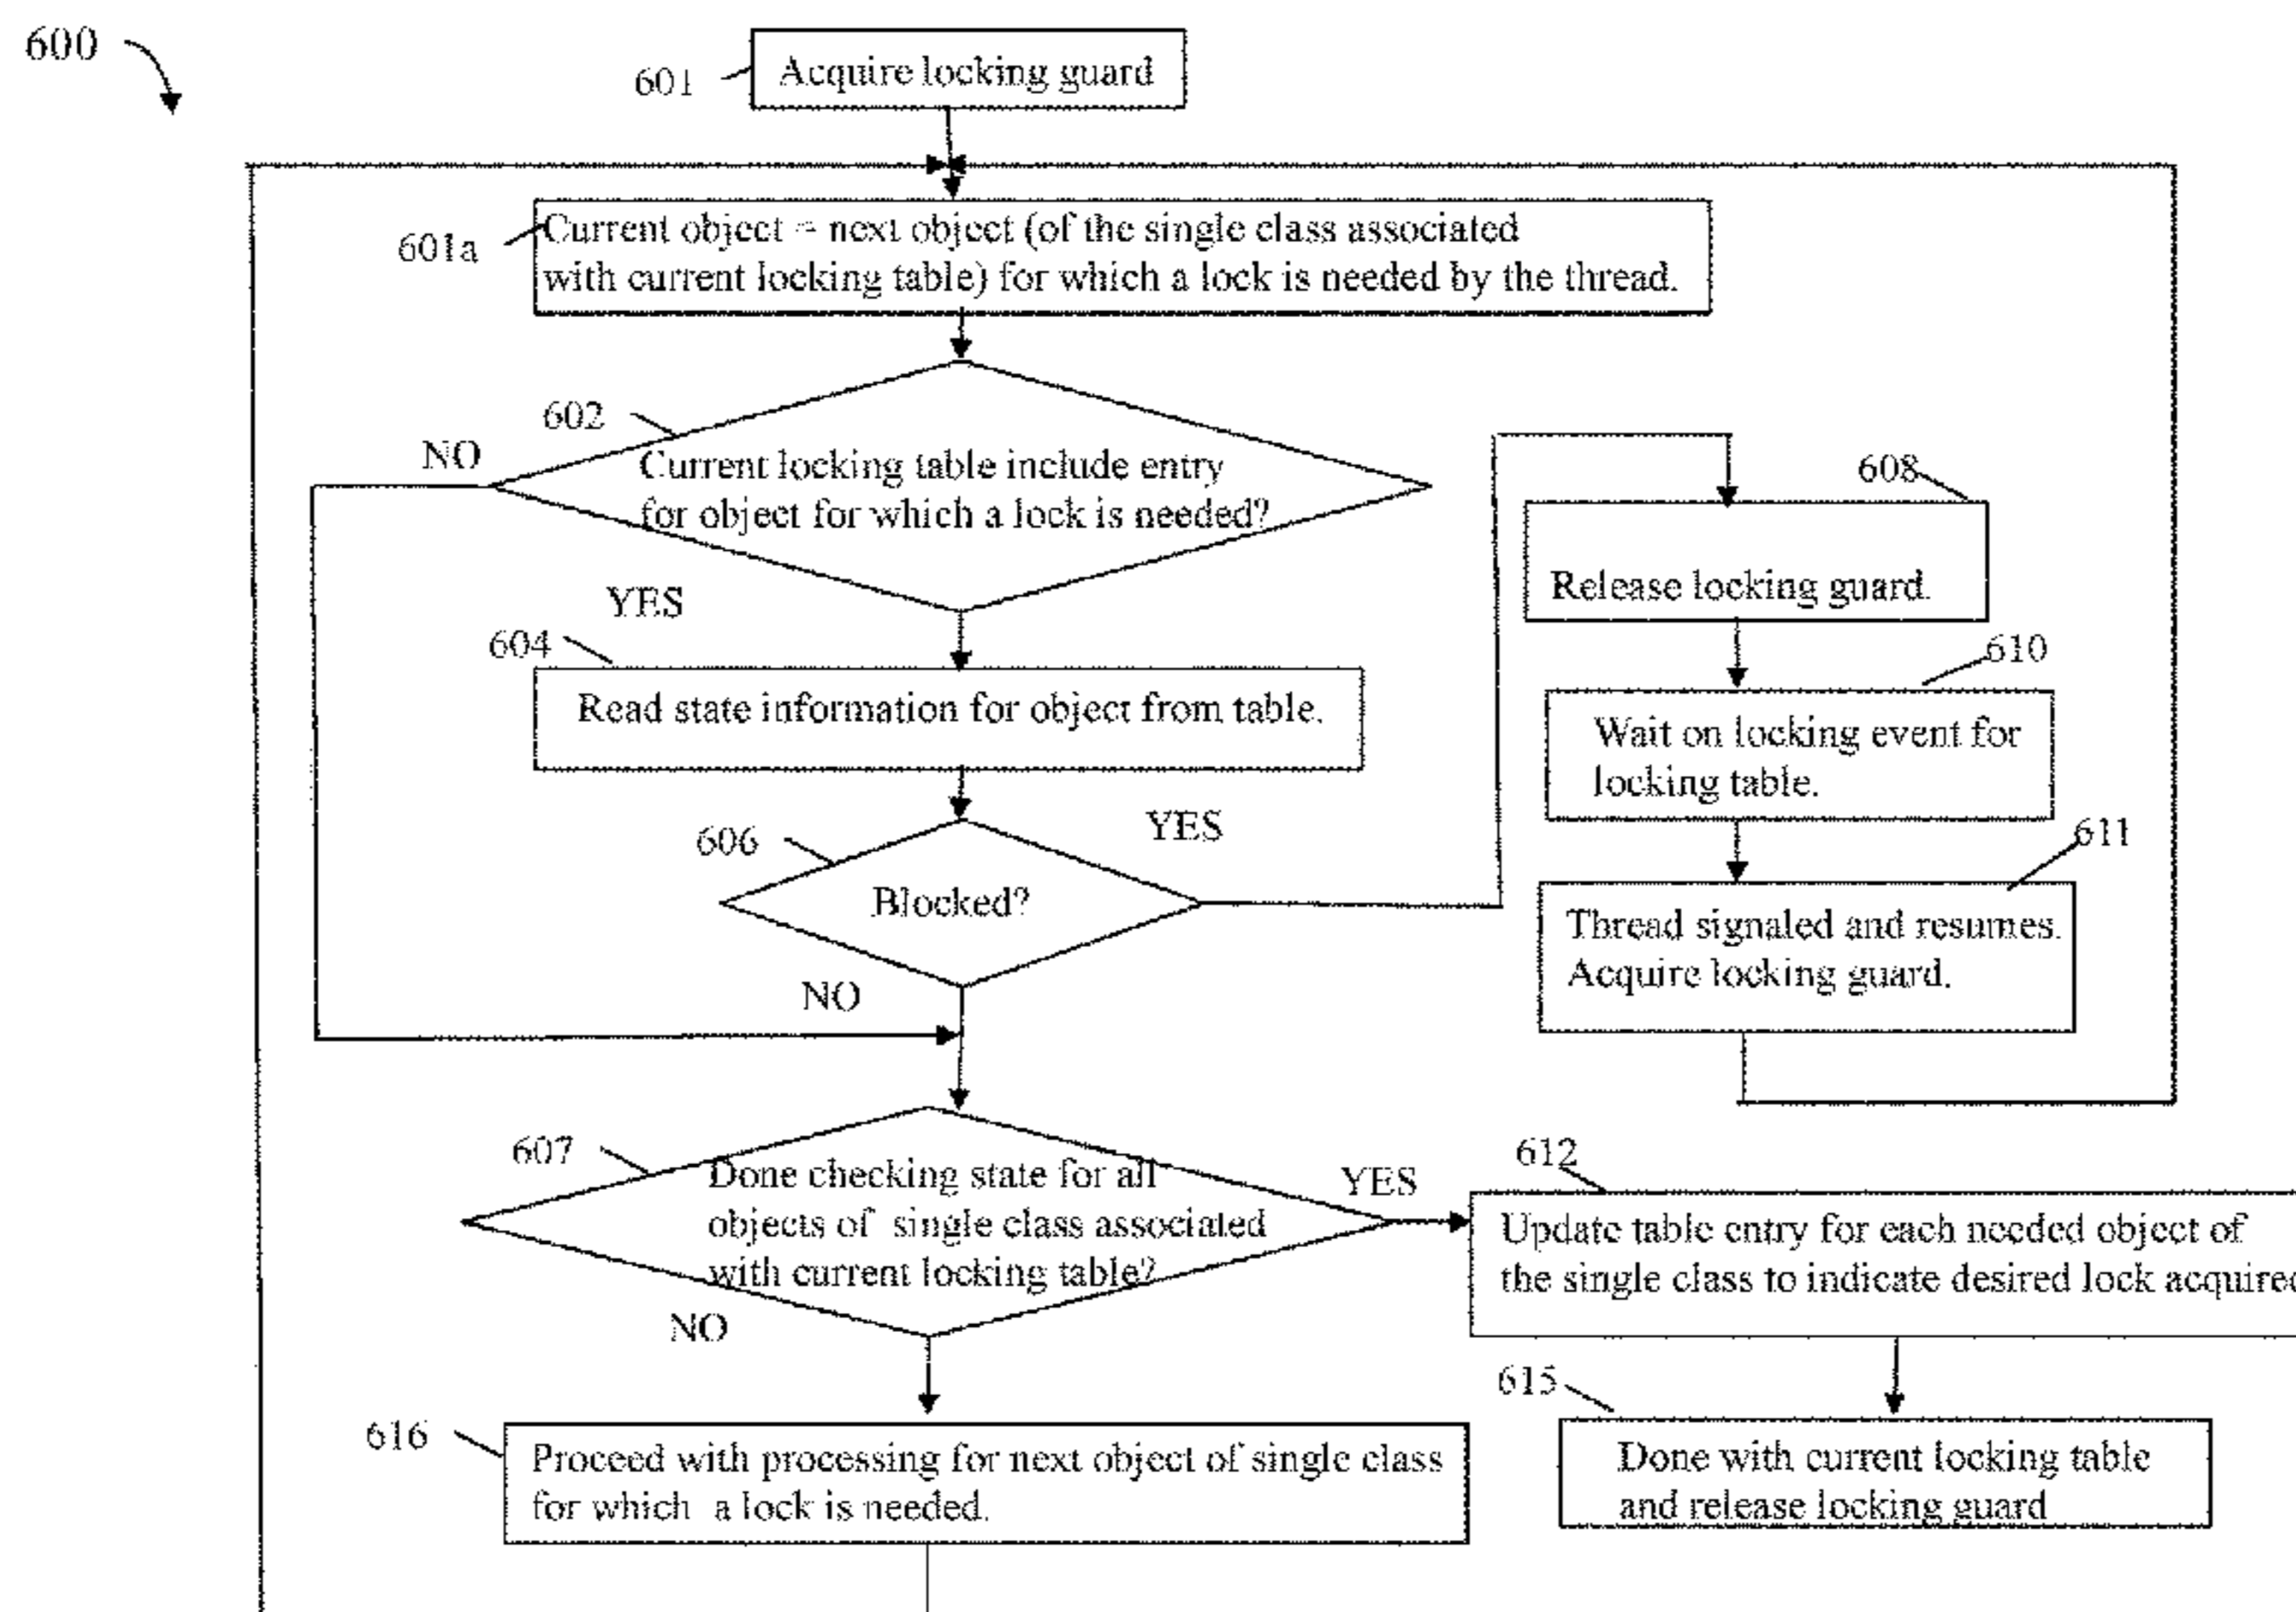 600
601
Acquire locking guard
601a
Current object = next object (of the single class associated
with current locking table) for which a lock is needed by the thread.
602
NO
Current locking table include entry
for object for which a lock is needed?
YES
608
Release locking guard.
604
Read state information for object from table.
610
Wait on locking event for
locking table.
606
Blocked?
YES
NO
611
Thread signaled and resumes.
Acquire locking guard.
607
Done checking state for all
objects of single class associated
with current locking table?
YES
NO
612
Update table entry for each needed object of
the single class to indicate desired lock acquired
615
Done with current locking table
and release locking guard
616
Proceed with processing for next object of single class
for which a lock is needed.